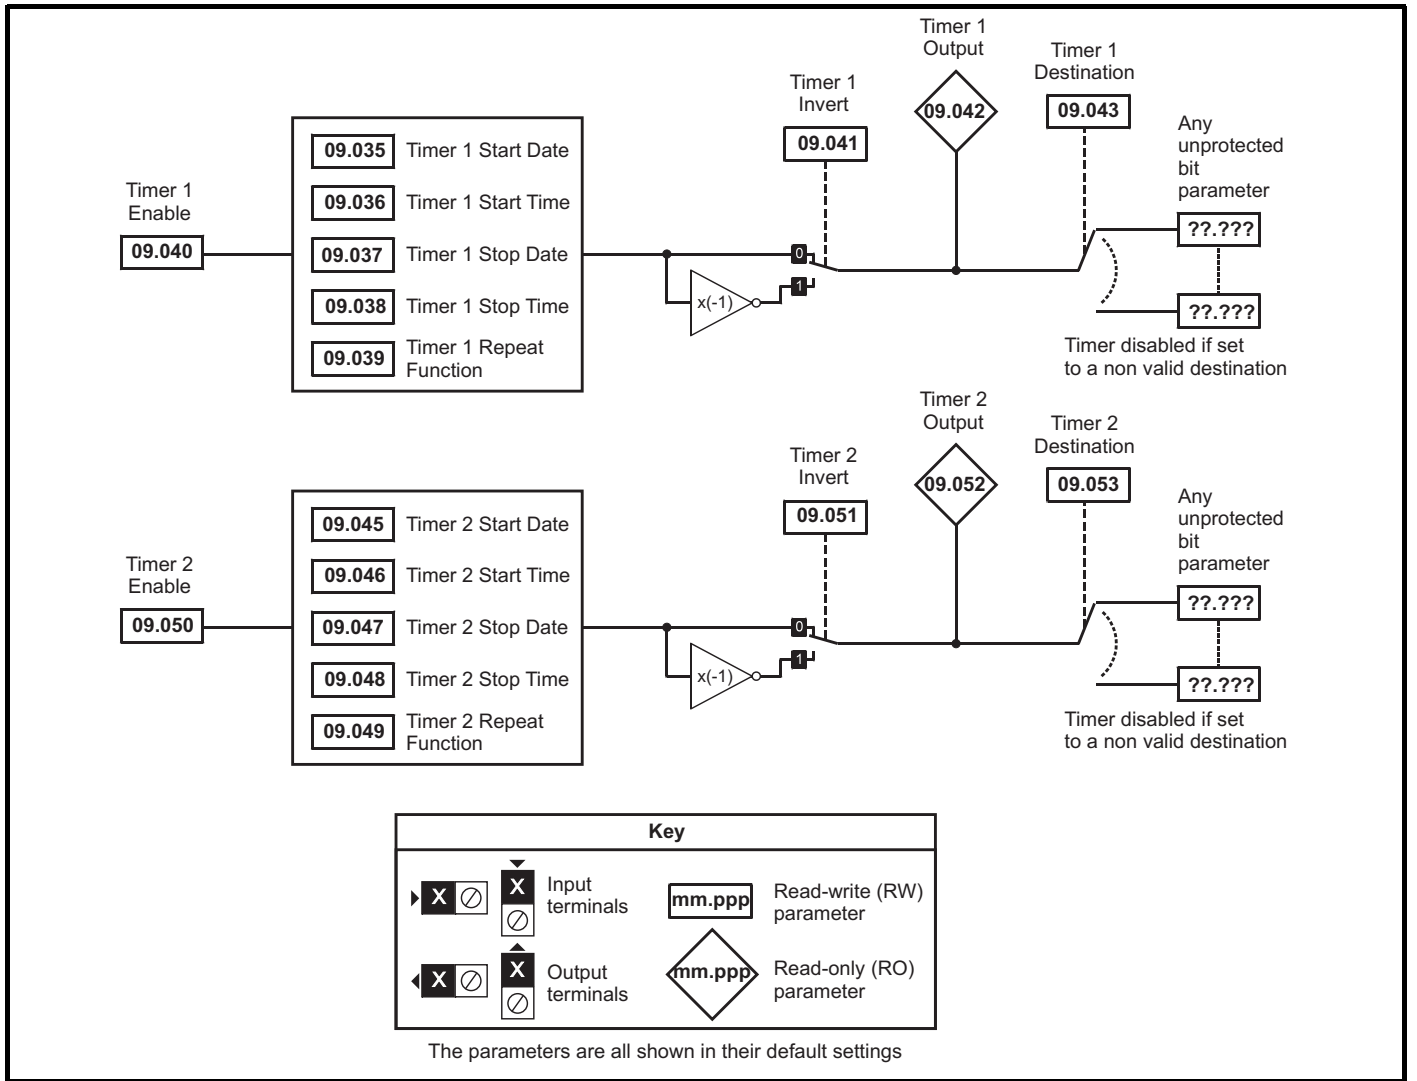 Timer 1
Output
Timer 1
Destination
Timer 1
Invert
09.042
09.043
09.041
Any
unprotected
bit
parameter
09.035 Timer 1 Start Date
09.036 Timer 1 Start Time
09.037 Timer 1 Stop Date
09.038 Timer 1 Stop Time
09.039 Timer 1 Repeat
Function
Timer 1
Enable
09.040
0
1
x(-1)
??.???
??.???
Timer disabled if set
to a non valid destination
Timer 2
Output
Timer 2
Destination
Timer 2
Invert
09.052
09.053
09.051
Any
unprotected
bit
parameter
09.045 Timer 2 Start Date
09.046 Timer 2 Start Time
09.047 Timer 2 Stop Date
09.048 Timer 2 Stop Time
09.049 Timer 2 Repeat
Function
Timer 2
Enable
09.050
0
1
x(-1)
??.???
??.???
Timer disabled if set
to a non valid destination
Key
X X Input
terminals
mm.ppp Read-write (RW)
parameter
X X Output
terminals
mm.ppp Read-only (RO)
parameter
The parameters are all shown in their default settings